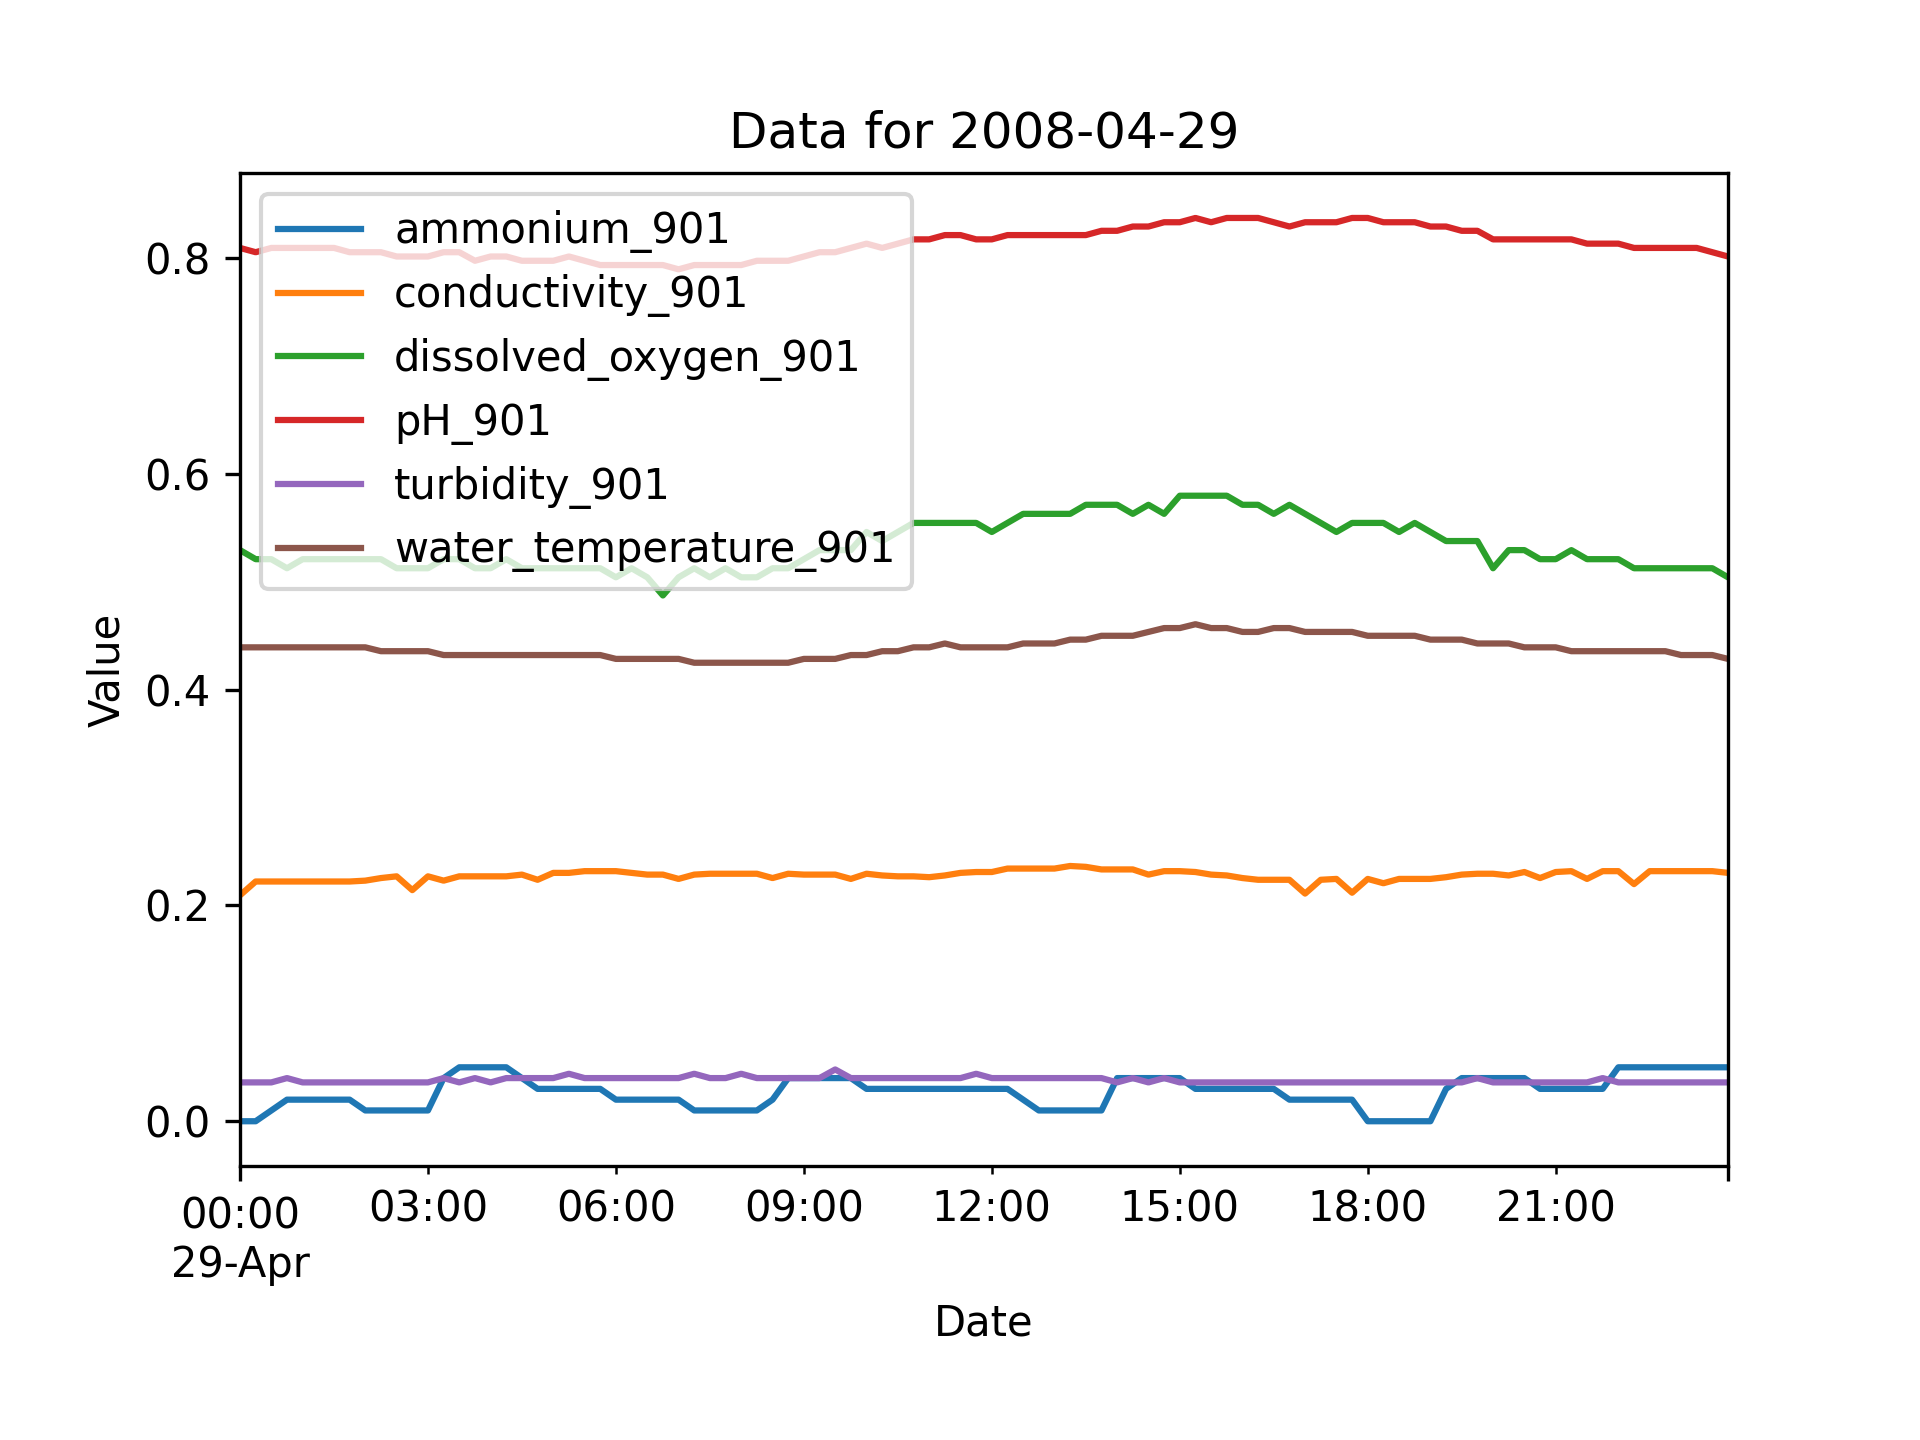 Data for 2008-04-29
ammonium_901
conductivity_901
dissolved_oxygen_901
pH_901
turbidity_901
water_temperature_901
Value
0.8
0.6
0.4
0.2
0.0
00:00 03:00 06:00 09:00 12:00 15:00 18:00 21:00
29-Apr
Date